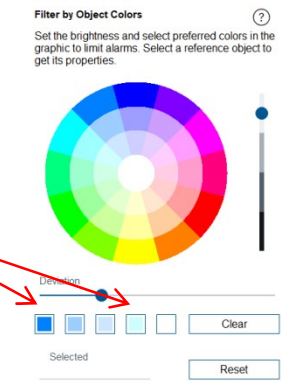 Filter by Object Colors
?
Set the brightness and select preferred colors in the
graphic to limit alarms. Select a reference object to
get its properties.
Deviation
Clear
Selected
Reset